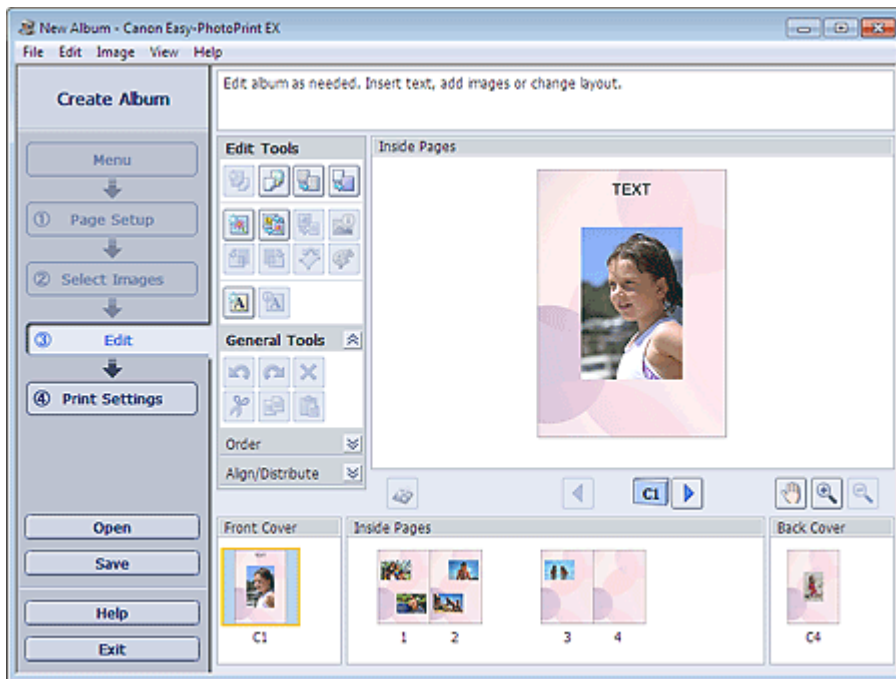 New Album - Canon Easy-PhotoPrint EX
File Edit Image View Help
Create Album
Menu
① Page Setup
② Select Images
③ Edit
④ Print Settings
Open
Save
Help
Exit
Edit album as needed. Insert text, add images or change layout.
Edit Tools
A A
General Tools
Order
Align/Distribute
Inside Pages
TEXT
C1
Front Cover
TEXT
C1
Inside Pages
1 2 3 4
Back Cover
C4